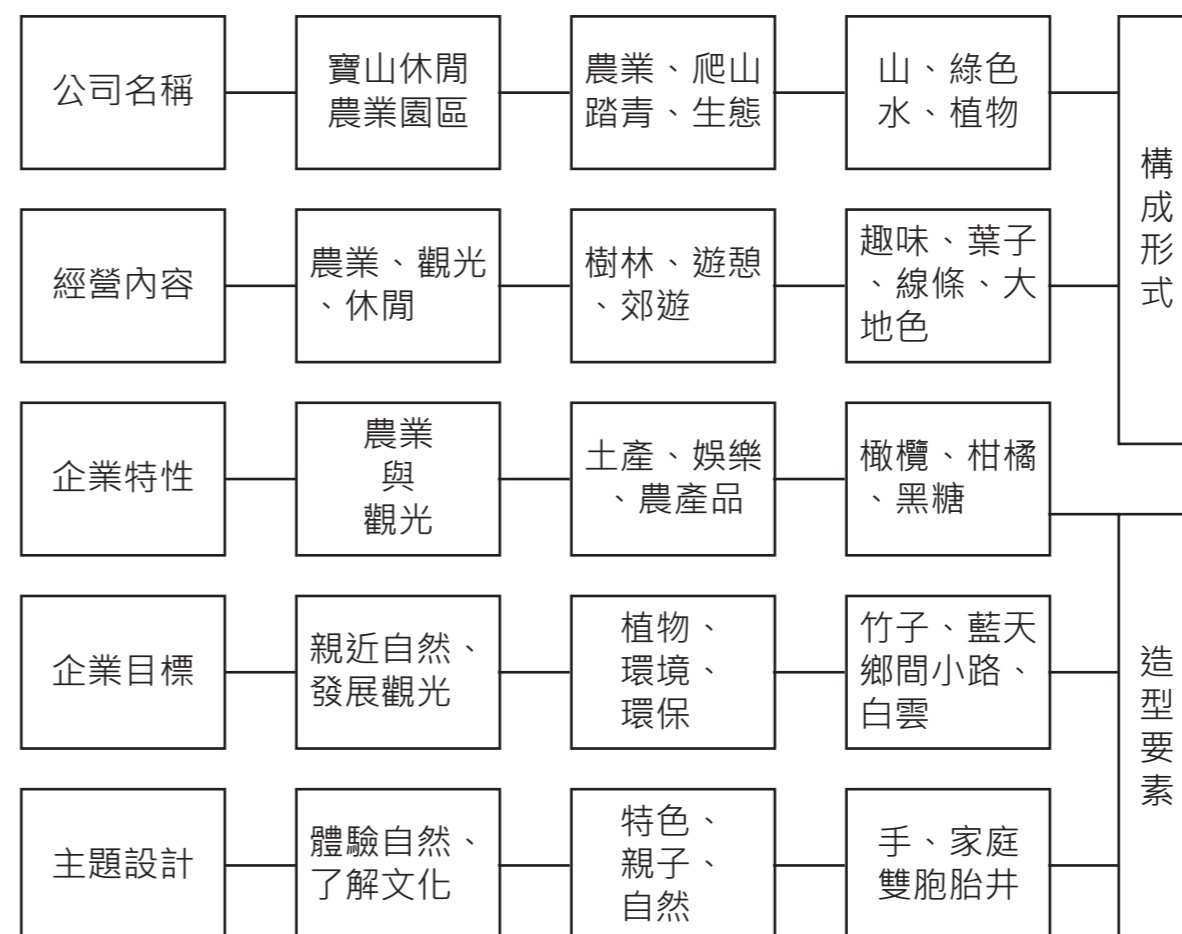 公司名稱
寶山休閒
農業園區
農業、爬山
踏青、生態
山、綠色
水、植物
構成形式
經營內容
農業、觀光
、休閒
樹林、遊憩
、郊遊
趣味、葉子
、線條、大
地色
企業特性
農業
與
觀光
土產、娛樂
、農產品
橄欖、柑橘
、黑糖
企業目標
親近自然、
發展觀光
植物、
環境、
環保
竹子、藍天
鄉間小路、
白雲
造型要素
主題設計
體驗自然、
了解文化
特色、
親子、
自然
手、家庭
雙胞胎井